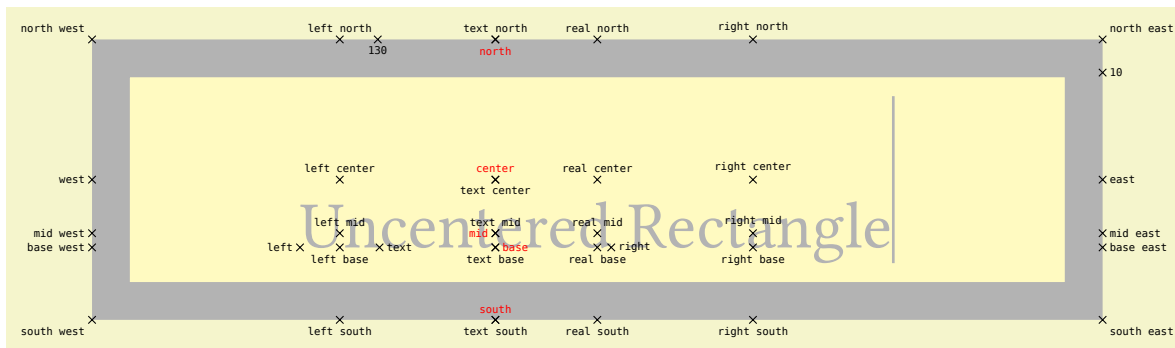 north west left north text north real north right north north east
130 north
10
left center center real center right center
west east
text center
Uncentered Rectangle
left mid text mid real mid right mid
mid west mid mid east
base west left text base right base east
left base text base real base right base
south
south west left south text south real south right south south east